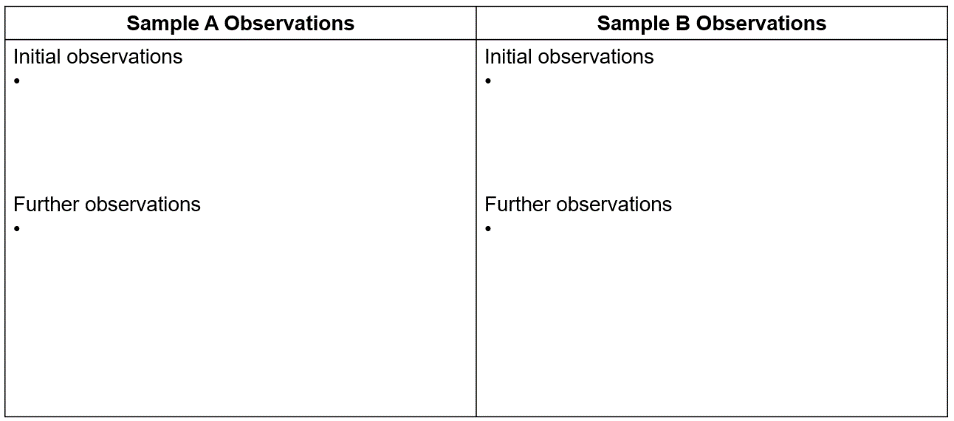 Sample A Observations
Initial observations
•
Further observations
•
Sample B Observations
Initial observations
•
Further observations
•